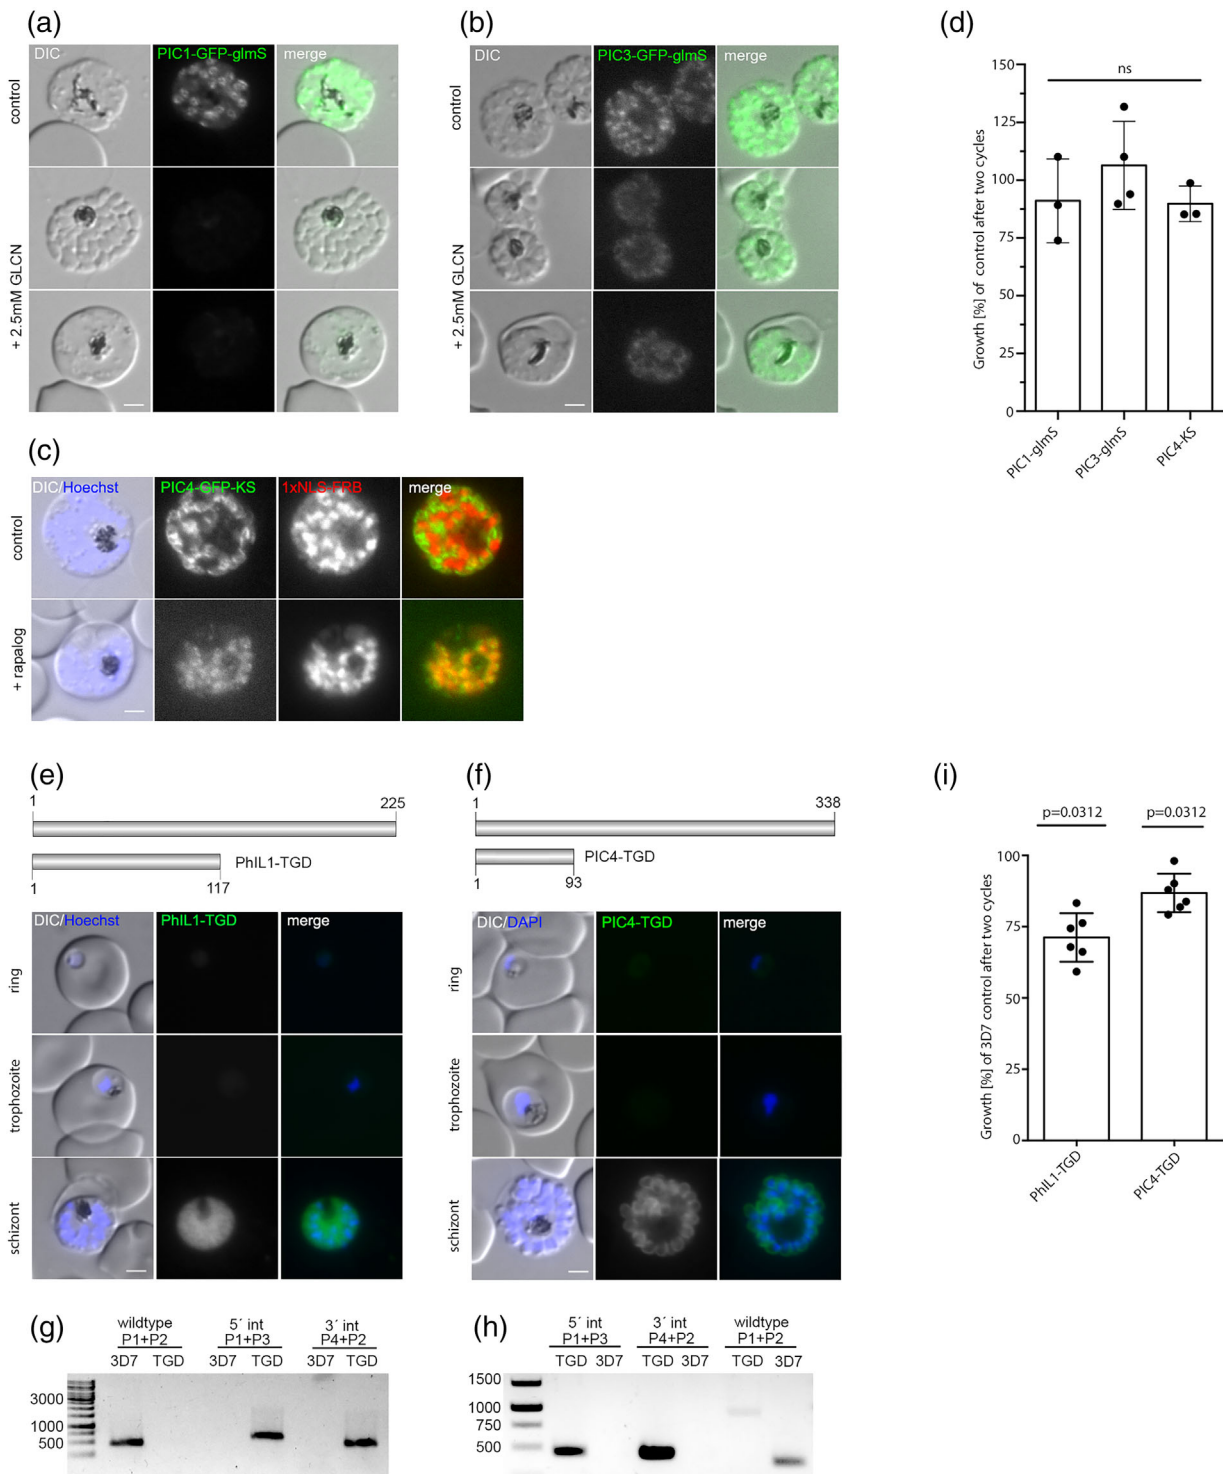 (a)
DIC PIC1-GFP-glmS merge
control
+ 2.5mM GLCN
(b)
DIC PIC3-GFP-glmS merge
control
+ 2.5mM GLCN
(d)
ns
Growth [%] of control after two cycles
150
125
100
75
50
25
0
PIC1-glmS
PIC3-glmS
PIC4-KS
(c)
DIC/Hoechst PIC4-GFP-KS 1xNLS-FRB merge
control
+ rapalog
(e)
1 225
PhIL1-TGD
1 117
DIC/Hoechst PhIL1-TGD merge
ring
trophozoite
schizont
(f)
1 338
PIC4-TGD
1 93
DIC/DAPI PIC4-TGD merge
ring
trophozoite
schizont
(i)
p=0.0312 p=0.0312
Growth [%] of 3D7 control after two cycles
100
75
50
25
0
PhIL1-TGD
PIC4-TGD
(g)
wildtype 5´ int 3´ int
P1+P2 P1+P3 P4+P2
3D7 TGD 3D7 TGD 3D7 TGD
3000
1000
500
(h)
5´ int 3´ int wildtype
P1+P3 P4+P2 P1+P2
TGD 3D7 TGD 3D7 TGD 3D7
1500
1000
750
500